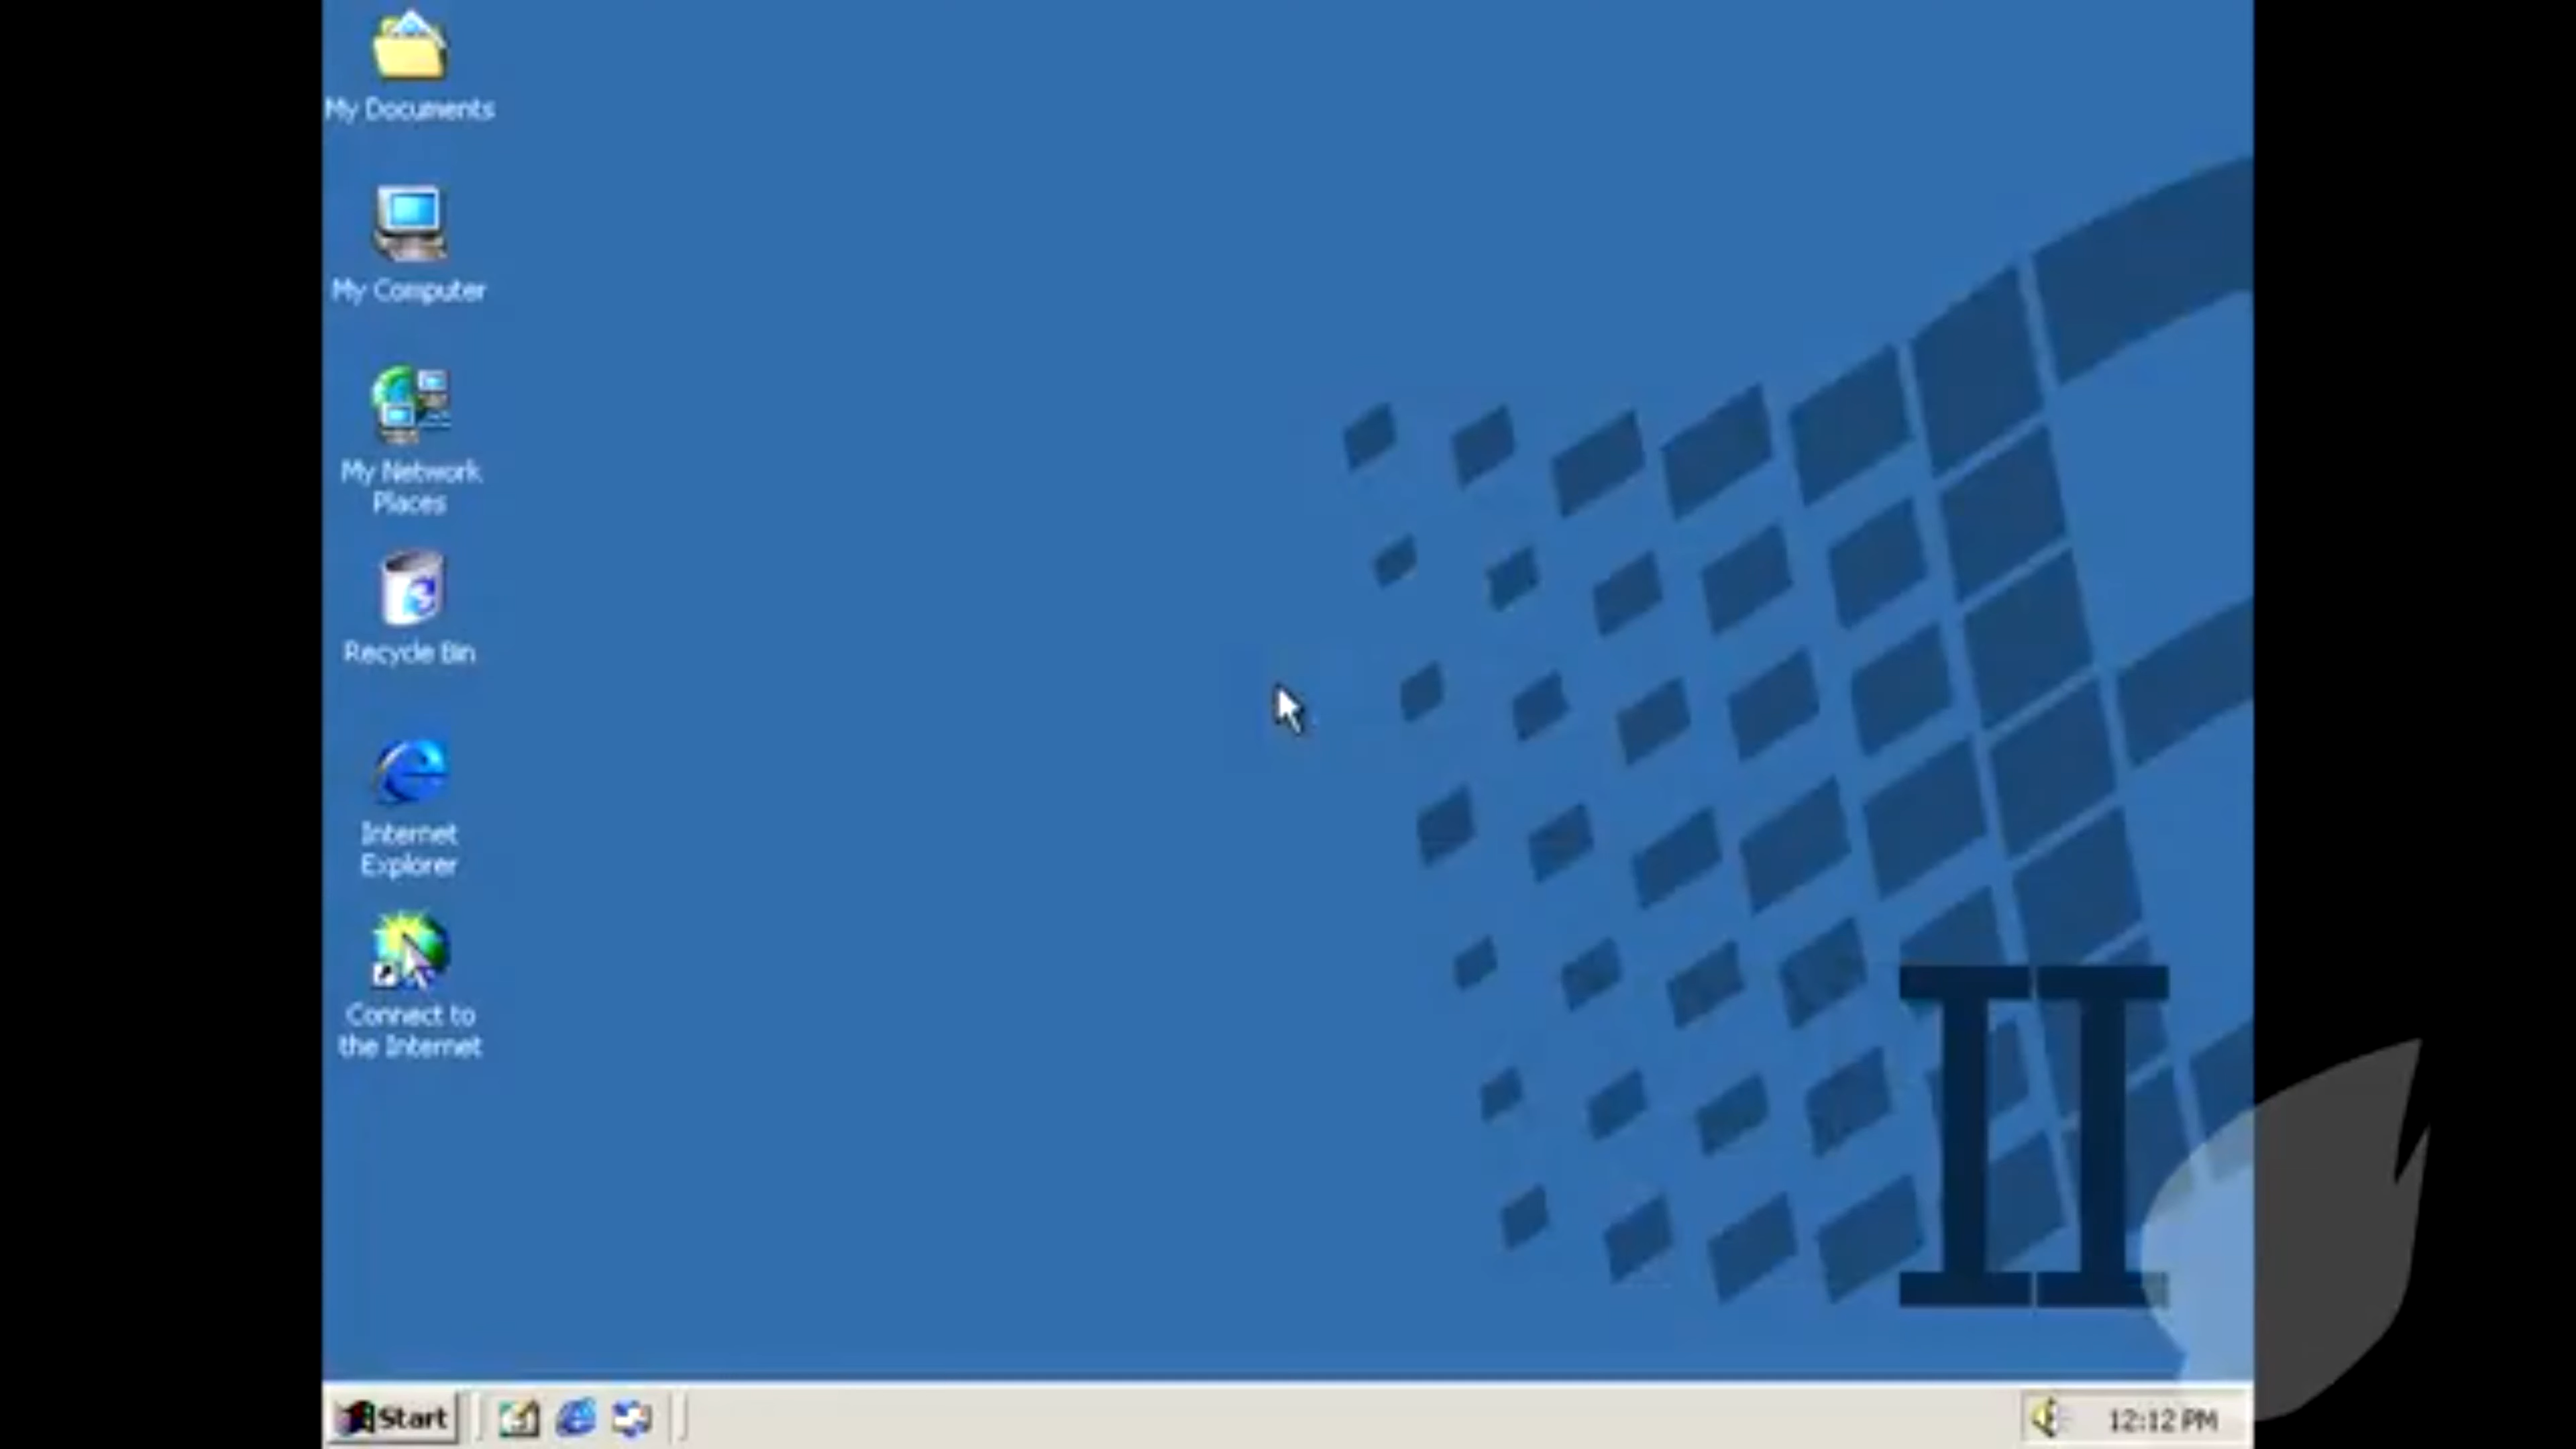 My Documents
My Computer
My Network
Places
Recycle Bin
Internet
Explorer
Connect to
the Internet
II
Start
12:12 PM